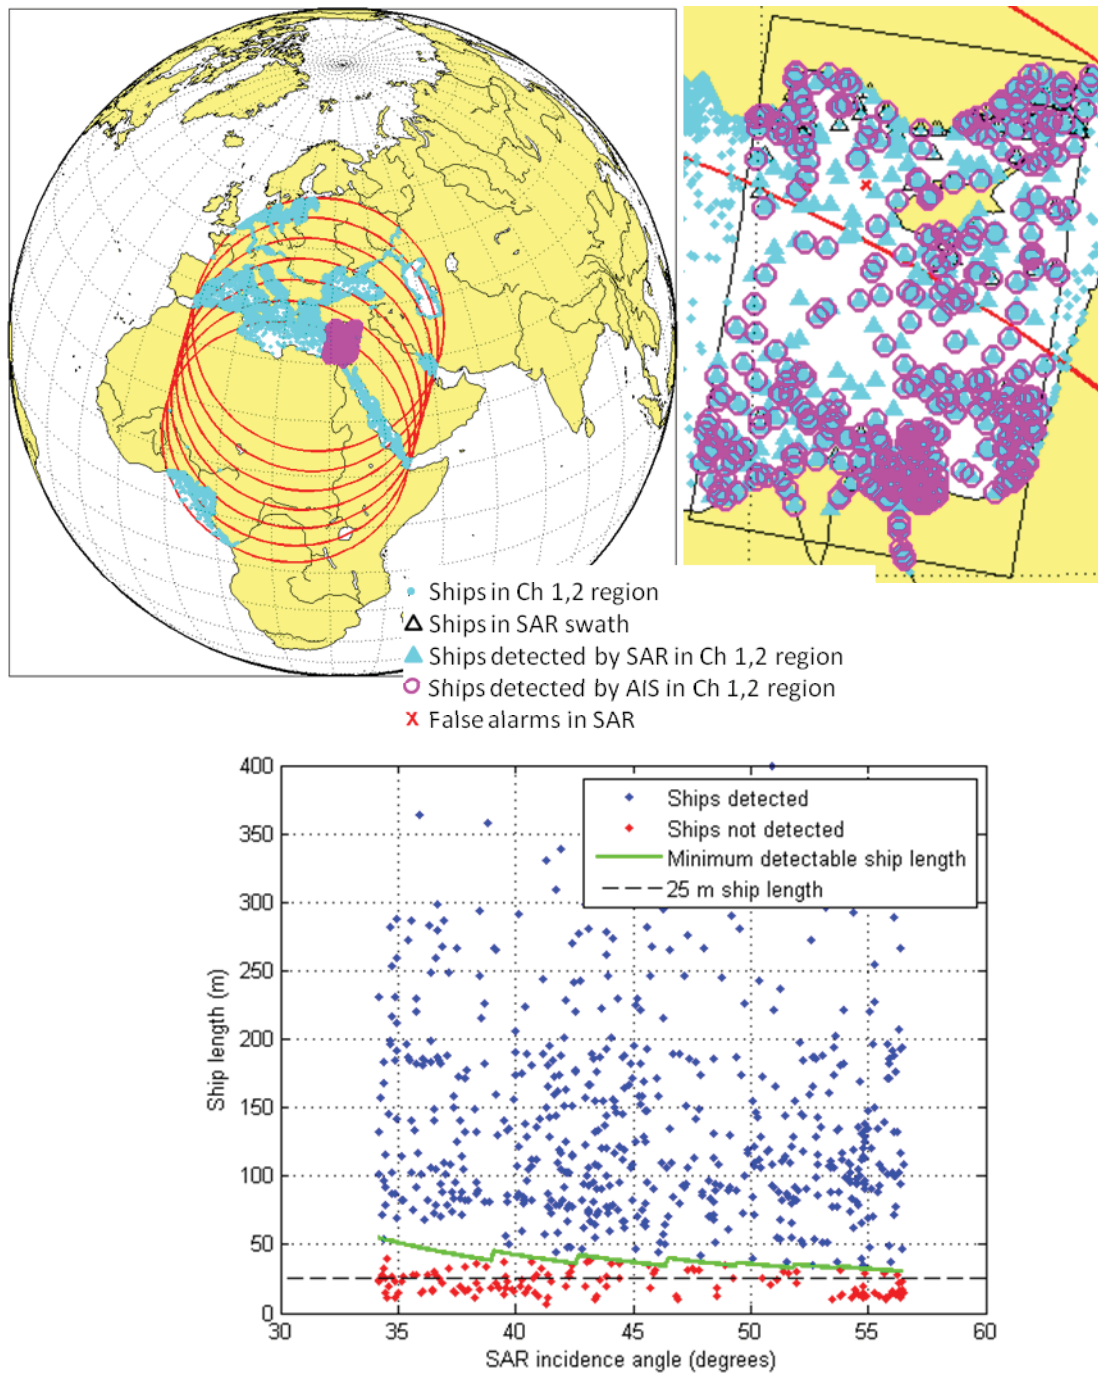 Ships in Ch 1,2 region
Ships in SAR swath
Ships detected by SAR in Ch 1,2 region
Ships detected by AIS in Ch 1,2 region
False alarms in SAR
400
350
300
250
200
150
100
50
0
Ship length (m)
Ships detected
Ships not detected
Minimum detectable ship length
25 m ship length
30 35 40 45 50 55 60
SAR incidence angle (degrees)